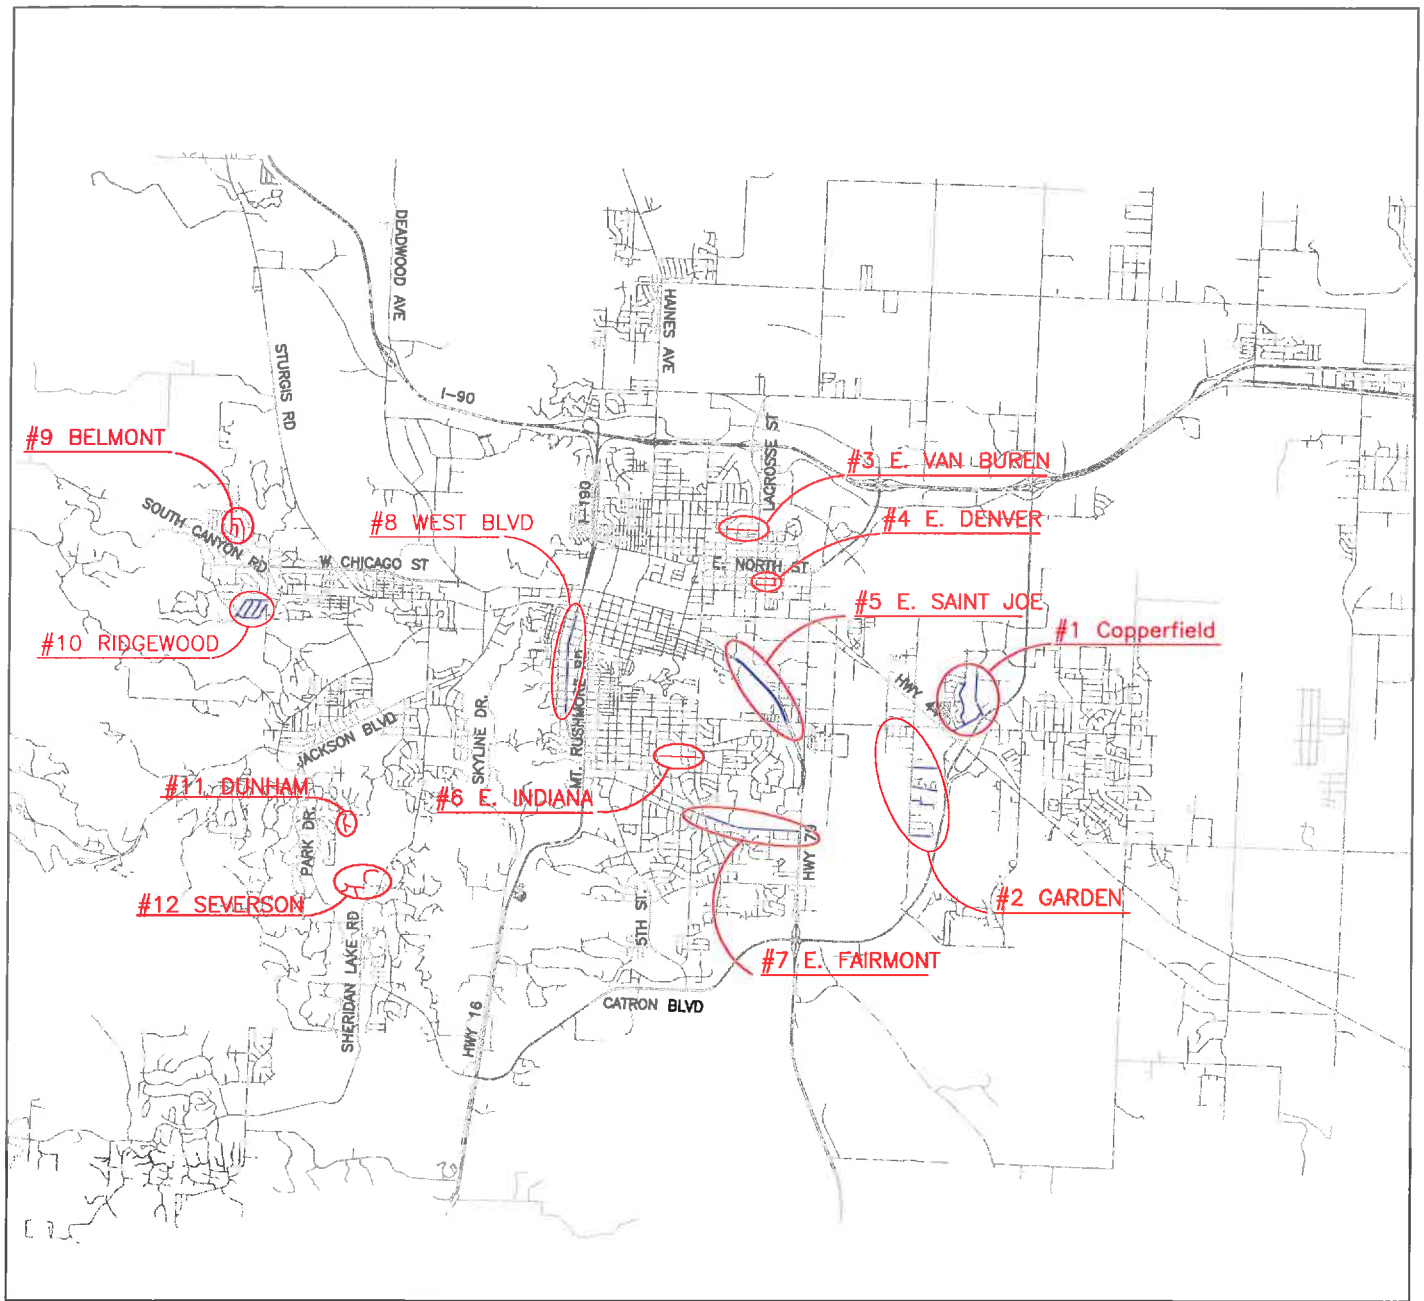 DEADWOOD AVE
HAINES AVE
STURGIS RD
I-90
LACROSSE ST
#9 BELMONT
#3 E. VAN BUREN
I-190
#8 WEST BLVD
#4 E. DENVER
SOUTH CANYON RD
W CHICAGO ST
E. NORTH ST
#5 E. SAINT JOE
#10 RIDGEWOOD
#1 Copperfield
MT. RUSHMORE RD
HWY 44
JACKSON BLVD
SKYLINE DR.
#11 DUNHAM
#6 E. INDIANA
PARK DR.
HWY 79
#12 SEVERSON
#2 GARDEN
5TH ST
SHERIDAN LAKE RD
#7 E. FAIRMONT
CATRON BLVD
HWY 16